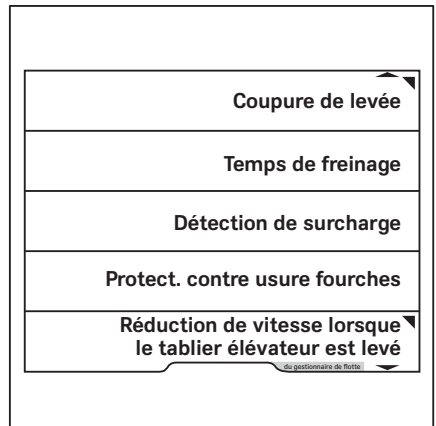 Coupure de levée
Temps de freinage
Détection de surcharge
Protect. contre usure fourches
Réduction de vitesse lorsque
le tablier élévateur est levé
du gestionnaire de flotte